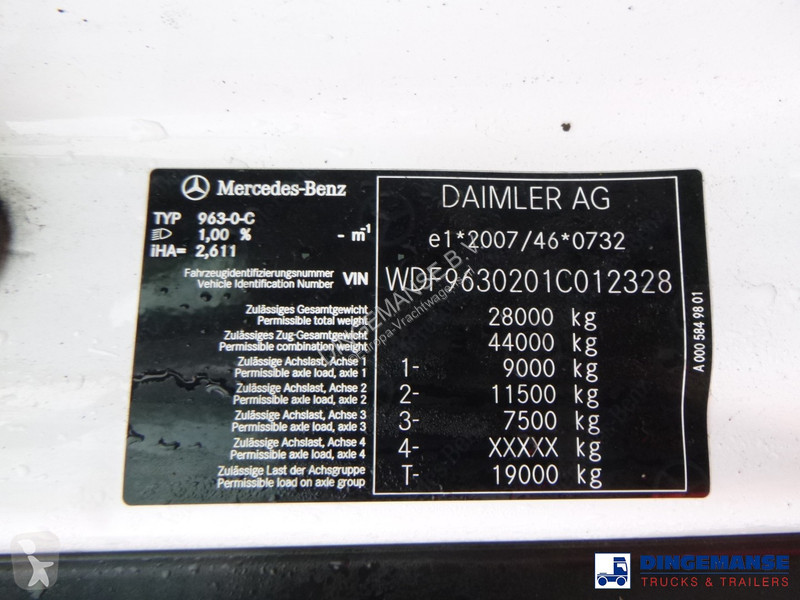 Mercedes-Benz
TYP 963-0-C
1,00 % - m-1
iHA= 2,611
Fahrzeugidentifizierungsnummer
Vehicle Identification Number VIN
Zulässiges Gesamtgewicht
Permissible total weight
Zulässiges Zug-Gesamtgewicht
Permissible combination weight
Zulässige Achslast, Achse 1
Permissible axle load, axle 1
Zulässige Achslast, Achse 2
Permissible axle load, axle 2
Zulässige Achslast, Achse 3
Permissible axle load, axle 3
Zulässige Achslast, Achse 4
Permissible axle load, axle 4
Zulässige Last der Achsgruppe
Permissible load on axle group
DAIMLER AG
e1*2007/46*0732
WDF9630201C012328
28000 kg
44000 kg
1- 9000 kg
2- 11500 kg
3- 7500 kg
4- XXXXX kg
T- 19000 kg
A 000 584 98 01
DINGEMANSE B.V.
Europa-Vrachtwagens.nl
DINGEMANSE
TRUCKS & TRAILERS